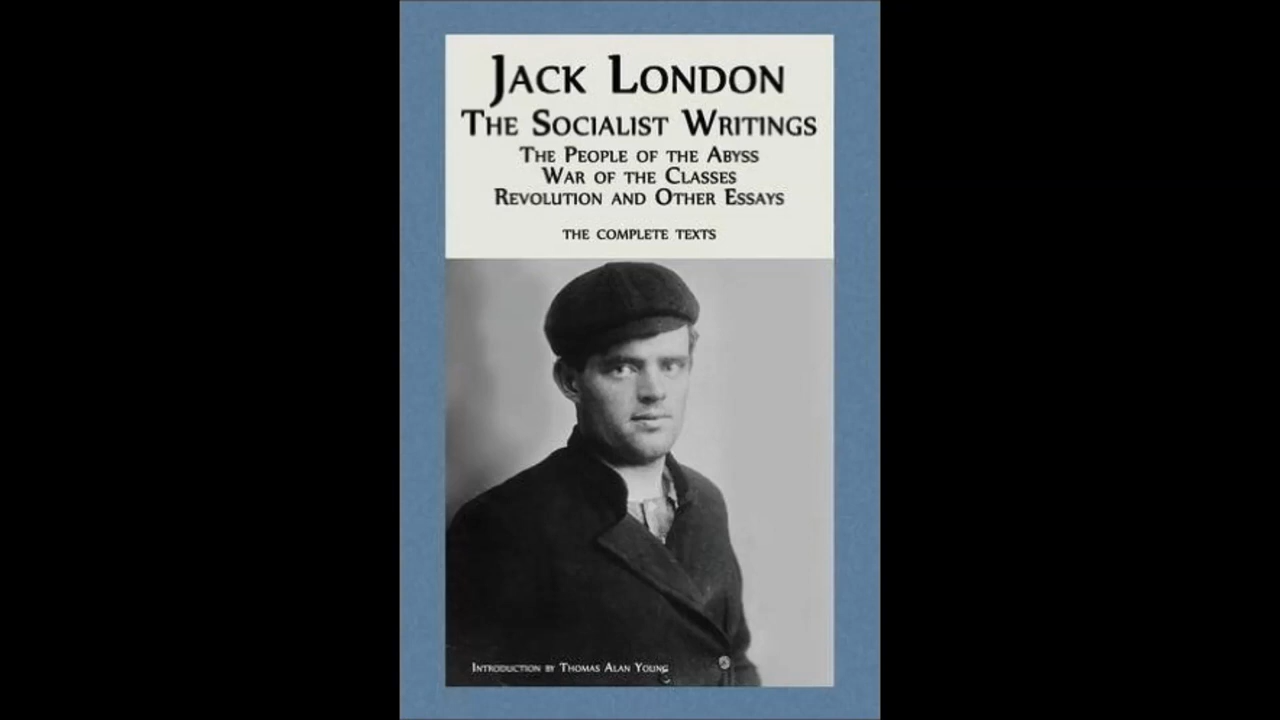 JACK LONDON
THE SOCIALIST WRITINGS
THE PEOPLE OF THE ABYSS
WAR OF THE CLASSES
REVOLUTION AND OTHER ESSAYS
THE COMPLETE TEXTS
INTRODUCTION BY THOMAS ALAN YOUNG